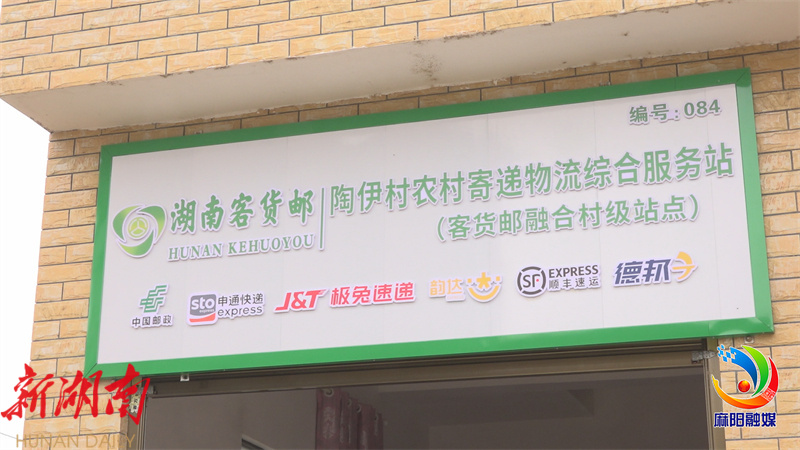 编号:084
湖南客货邮
HUNAN KEHUOYOU
陶伊村农村寄递物流综合服务站
(客货邮融合村级站点)
中国邮政
sto
申通快递
express
J&T 极兔速递
韵达
SF
EXPRESS
顺丰速运
德邦
新湖南
HUNAN DAILY
麻阳融媒